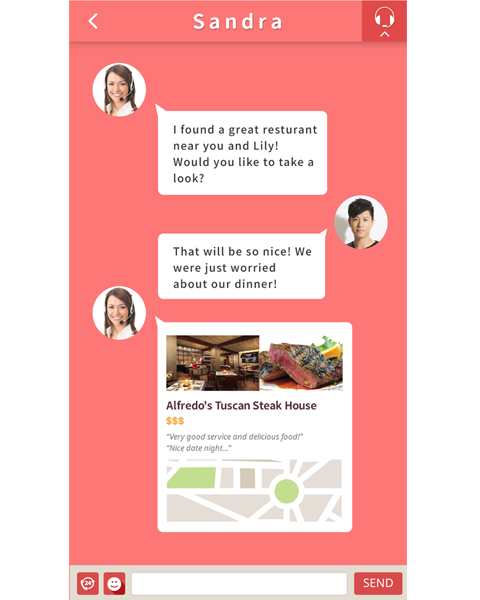 Sandra
I found a great resturant
near you and Lily!
Would you like to take a
look?
That will be so nice! We
were just worried
about our dinner!
Alfredo's Tuscan Steak House
$$$
“Very good service and delicious food!”
“Nice date night...”
24
SEND